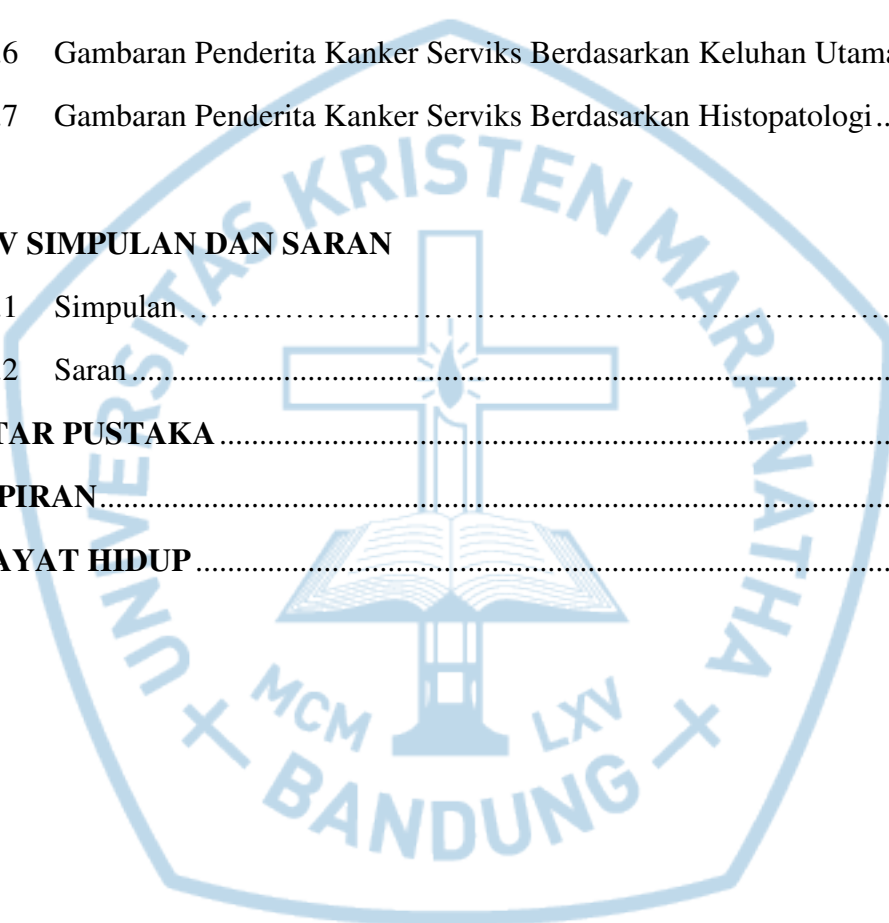 .6 Gambaran Penderita Kanker Serviks Berdasarkan Keluhan Utama
.7 Gambaran Penderita Kanker Serviks Berdasarkan Histopatologi...
V SIMPULAN DAN SARAN
.1 Simpulan................................................................................
.2 Saran................................................................................
TAR PUSTAKA................................................................................
PIRAN................................................................................
AYAT HIDUP................................................................................
UNIVERSITAS KRISTEN MARANATHA
MCM LXV
BANDUNG